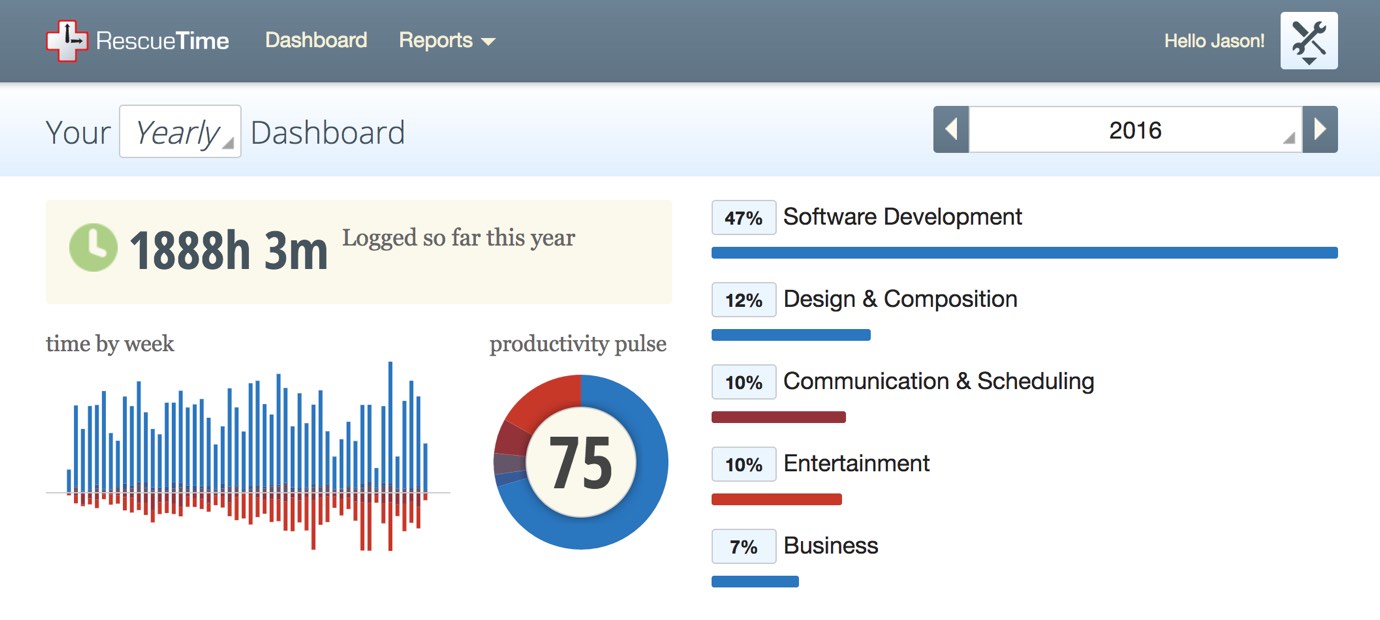 RescueTime Dashboard Reports Hello Jason!
Your Yearly Dashboard 2016
1888h 3m Logged so far this year
time by week
productivity pulse
75
47% Software Development
12% Design & Composition
10% Communication & Scheduling
10% Entertainment
7% Business